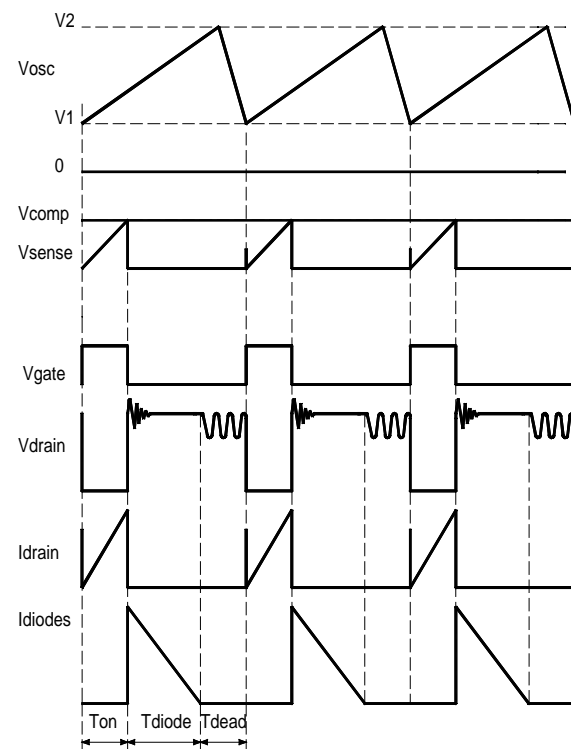 V2
Vosc
V1
0
Vcomp
Vsense
Vgate
Vdrain
Idrain
Idiodes
Ton Tdiode Tdead